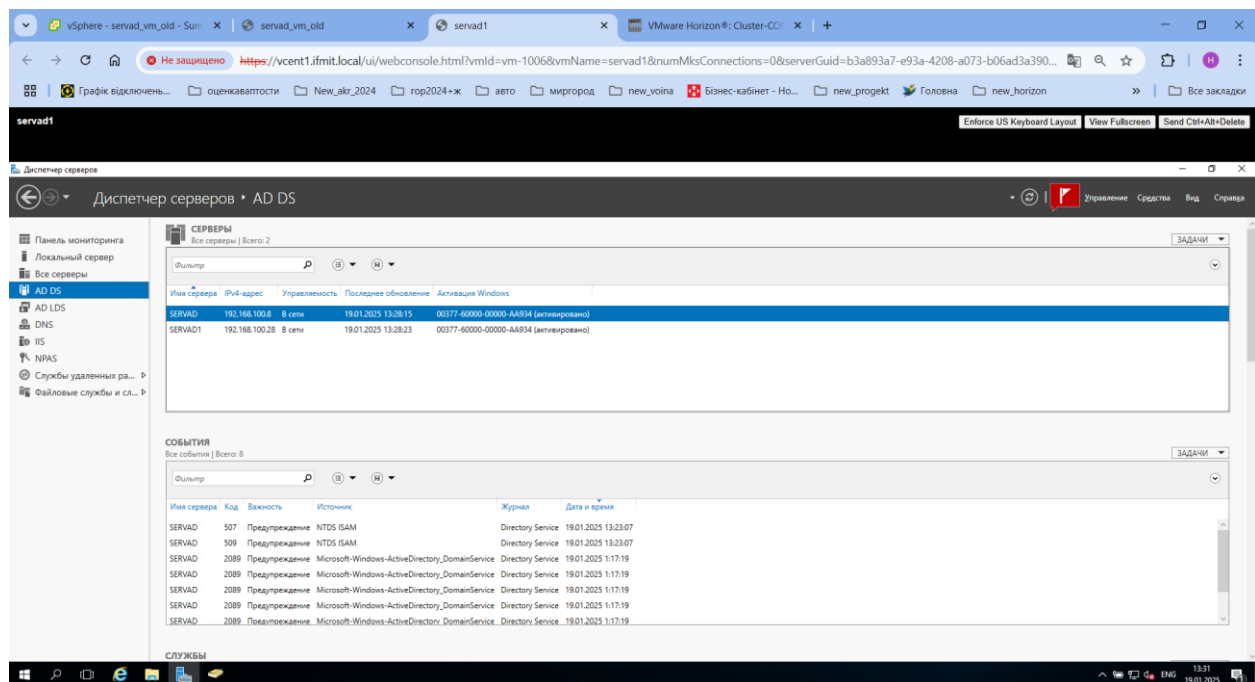 vSphere - servad_vm_old - Sum
servad_vm_old
servad1
VMware Horizon®: Cluster-CO
Не защищено https://vcent1.ifmit.local/ui/webconsole.html?vmId=vm-1006&vmName=servad1&numMksConnections=0&serverGuid=b3a893a7-e93a-4208-a073-b06ad3a390...
H
Графік відключень... оценкаваптости New_akr_2024 гор2024+ж авто миргород new_voina Бізнес-кабінет - Но... new_progekt Головна new_horizon » Все закладки
servad1
Enforce US Keyboard Layout View Fullscreen Send Ctrl+Alt+Delete
Диспетчер серверов
Диспетчер серверов AD DS
Управление Средства Вид Справка
Панель мониторинга
Локальный сервер
Все серверы
AD DS
AD LDS
DNS
IIS
NPAS
Службы удаленных ра...
Файловые службы и сл...
СЕРВЕРЫ
Все серверы | Всего: 2
ЗАДАЧИ
Фильтр
Имя сервера IPv4-адрес Управляемость Последнее обновление Активация Windows
SERVAD 192.168.100.8 В сети 19.01.2025 13:28:15 00377-60000-00000-AA934 (активировано)
SERVAD1 192.168.100.28 В сети 19.01.2025 13:28:23 00377-60000-00000-AA934 (активировано)
СОБЫТИЯ
Все события | Всего: 8
ЗАДАЧИ
Фильтр
Имя сервера Код Важность Источник Журнал Дата и время
SERVAD 507 Предупреждение NTDS ISAM Directory Service 19.01.2025 13:23:07
SERVAD 509 Предупреждение NTDS ISAM Directory Service 19.01.2025 13:23:07
SERVAD 2089 Предупреждение Microsoft-Windows-ActiveDirectory_DomainService Directory Service 19.01.2025 1:17:19
SERVAD 2089 Предупреждение Microsoft-Windows-ActiveDirectory_DomainService Directory Service 19.01.2025 1:17:19
SERVAD 2089 Предупреждение Microsoft-Windows-ActiveDirectory_DomainService Directory Service 19.01.2025 1:17:19
SERVAD 2089 Предупреждение Microsoft-Windows-ActiveDirectory_DomainService Directory Service 19.01.2025 1:17:19
SERVAD 2089 Предупреждение Microsoft-Windows-ActiveDirectory_DomainService Directory Service 19.01.2025 1:17:19
СЛУЖБЫ
ENG
13:31
19.01.2025